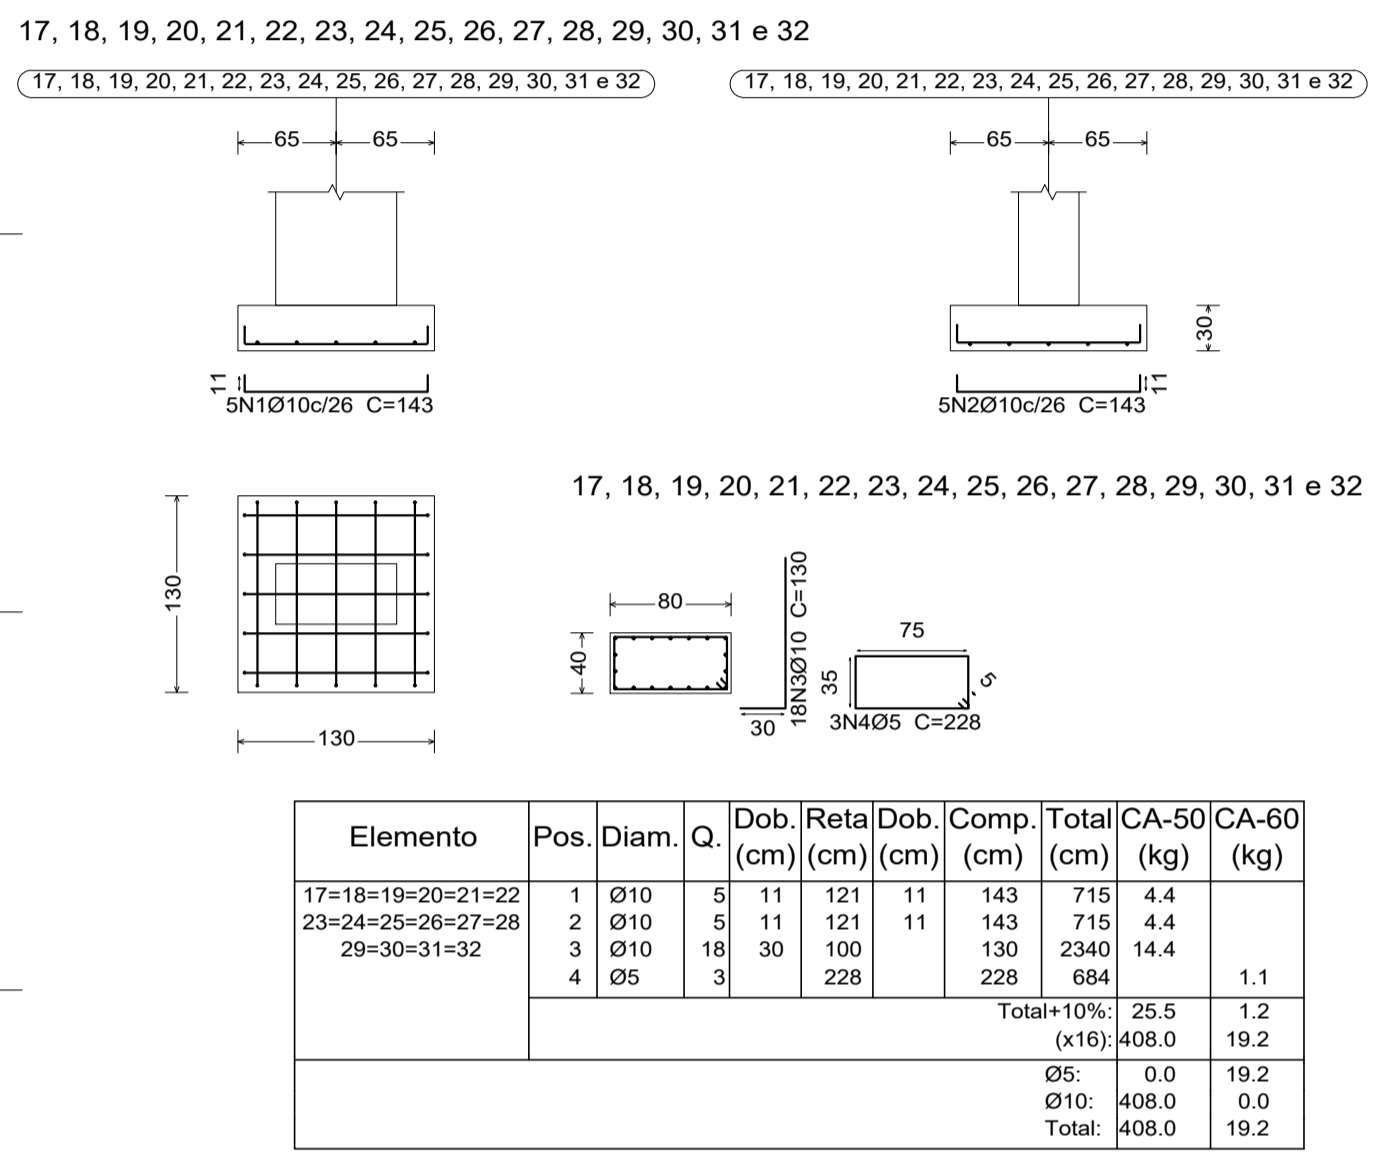 17, 18, 19, 20, 21, 22, 23, 24, 25, 26, 27, 28, 29, 30, 31 e 32
17, 18, 19, 20, 21, 22, 23, 24, 25, 26, 27, 28, 29, 30, 31 e 32
17, 18, 19, 20, 21, 22, 23, 24, 25, 26, 27, 28, 29, 30, 31 e 32
65 65
65 65
30
11
5N1Ø10c/26 C=143
11
5N2Ø10c/26 C=143
17, 18, 19, 20, 21, 22, 23, 24, 25, 26, 27, 28, 29, 30, 31 e 32
130
130
80
40
30
18N3Ø10 C=130
75
35
5
3N4Ø5 C=228
Elemento Pos. Diam. Q. Dob. (cm) Reta (cm) Dob. (cm) Comp. (cm) Total (cm) CA-50 (kg) CA-60 (kg)
17=18=19=20=21=22 1 Ø10 5 11 121 11 143 715 4.4
23=24=25=26=27=28 2 Ø10 5 11 121 11 143 715 4.4
29=30=31=32 3 Ø10 18 30 100 130 2340 14.4
4 Ø5 3 228 228 684 1.1
Total+10%: 25.5 1.2
(x16): 408.0 19.2
Ø5: 0.0 19.2
Ø10: 408.0 0.0
Total: 408.0 19.2